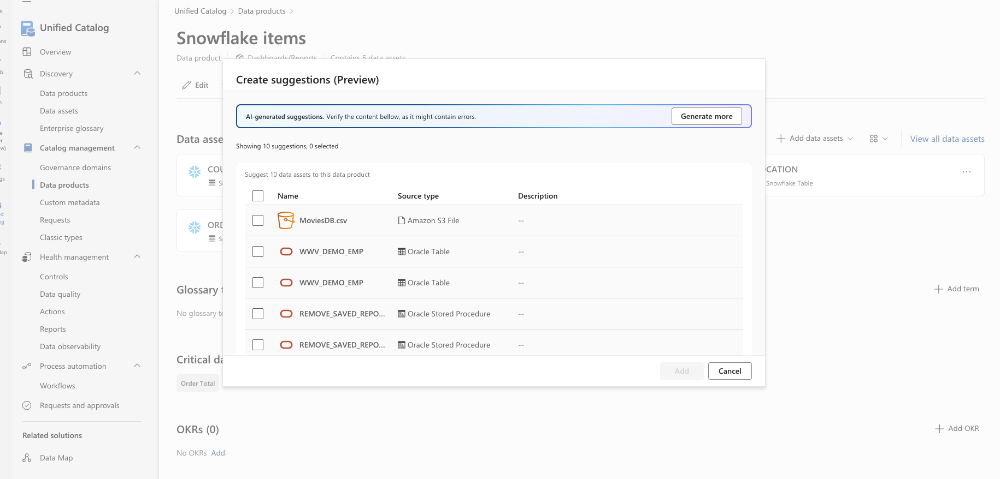 Unified Catalog
Overview
Discovery
Data products
Data assets
Enterprise glossary
Catalog management
Governance domains
Data products
Custom metadata
Requests
Classic types
Health management
Controls
Data quality
Actions
Reports
Data observability
Process automation
Workflows
Requests and approvals
Related solutions
Data Map
Unified Catalog > Data products >
Snowflake items
Data product Dashboards/Reports Contains 5 data assets
Edit
Data asse
Add data assets
View all data assets
COU
CATION
Snowflake Table
ORD
Glossary t
Add term
No glossary te
Critical da
Order Total
OKRs (0)
Add OKR
No OKRs Add
Create suggestions (Preview)
AI-generated suggestions. Verify the content bellow, as it might contain errors.
Generate more
Showing 10 suggestions, 0 selected
Suggest 10 data assets to this data product
Name Source type Description
MoviesDB.csv Amazon S3 File --
WWV_DEMO_EMP Oracle Table --
WWV_DEMO_EMP Oracle Table --
REMOVE_SAVED_REPO... Oracle Stored Procedure --
REMOVE_SAVED_REPO... Oracle Stored Procedure --
Add Cancel